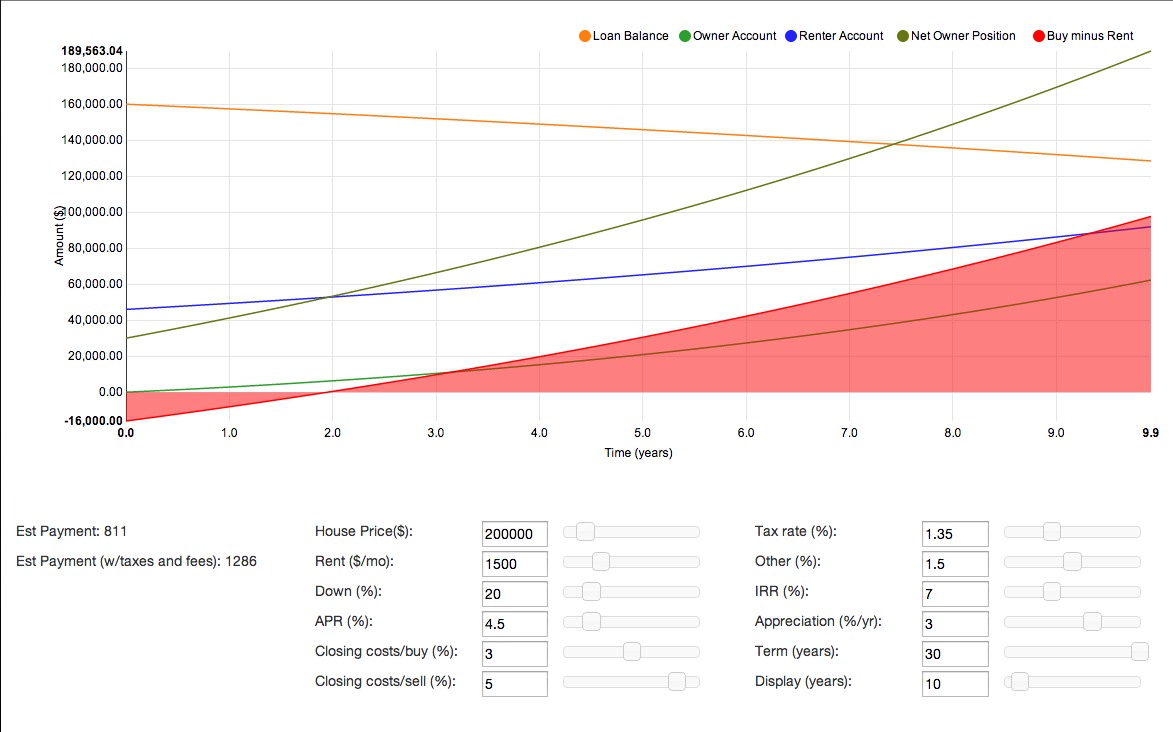 Loan Balance Owner Account Renter Account Net Owner Position Buy minus Rent
189,563.04
180,000.00
160,000.00
140,000.00
120,000.00
100,000.00
Amount ($)
80,000.00
60,000.00
40,000.00
20,000.00
0.00
-16,000.00
0.0 1.0 2.0 3.0 4.0 5.0 6.0 7.0 8.0 9.0 9.9
Time (years)
Est Payment: 811
Est Payment (w/taxes and fees): 1286
House Price($): 200000
Rent ($/mo): 1500
Down (%): 20
APR (%): 4.5
Closing costs/buy (%): 3
Closing costs/sell (%): 5
Tax rate (%): 1.35
Other (%): 1.5
IRR (%): 7
Appreciation (%/yr): 3
Term (years): 30
Display (years): 10